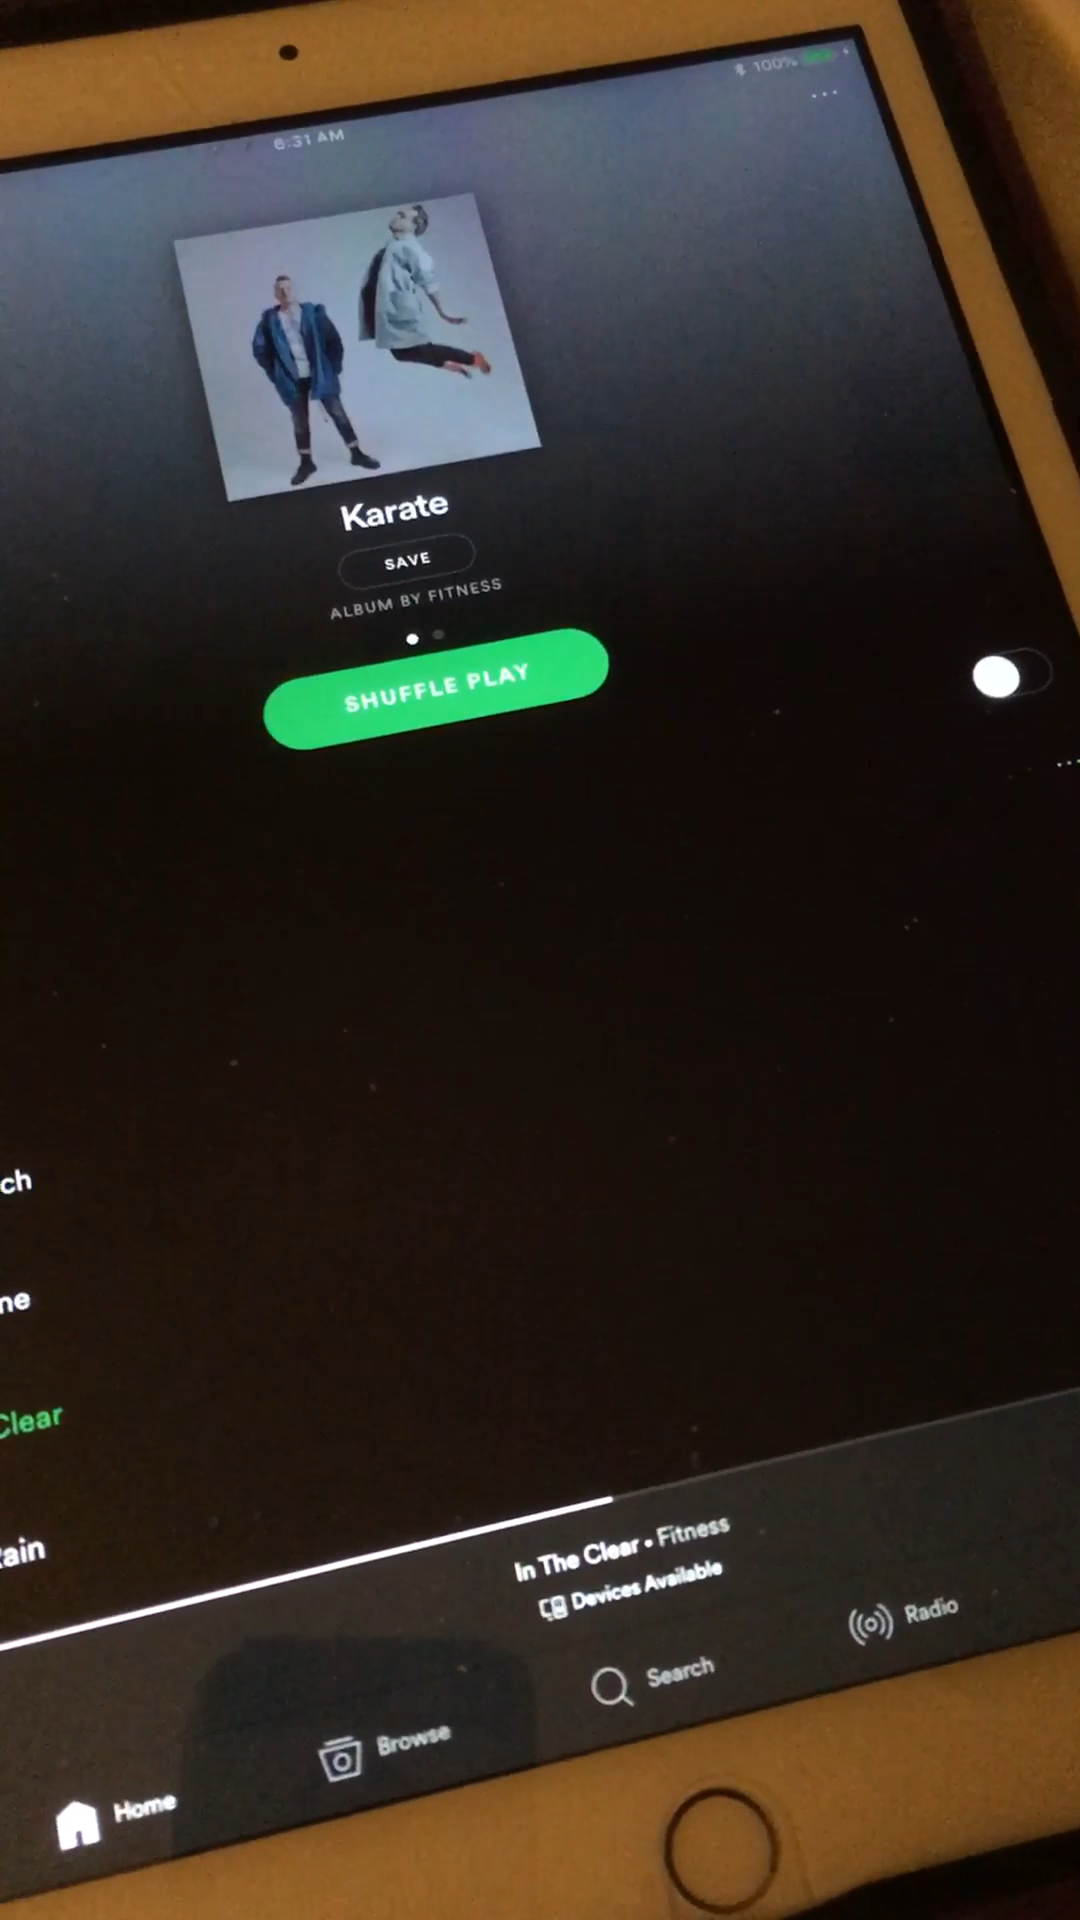 100%
6:31 AM
Karate
SAVE
ALBUM BY FITNESS
SHUFFLE PLAY
ch
ne
Clear
ain
In The Clear • Fitness
Devices Available
Home
Browse
Search
Radio